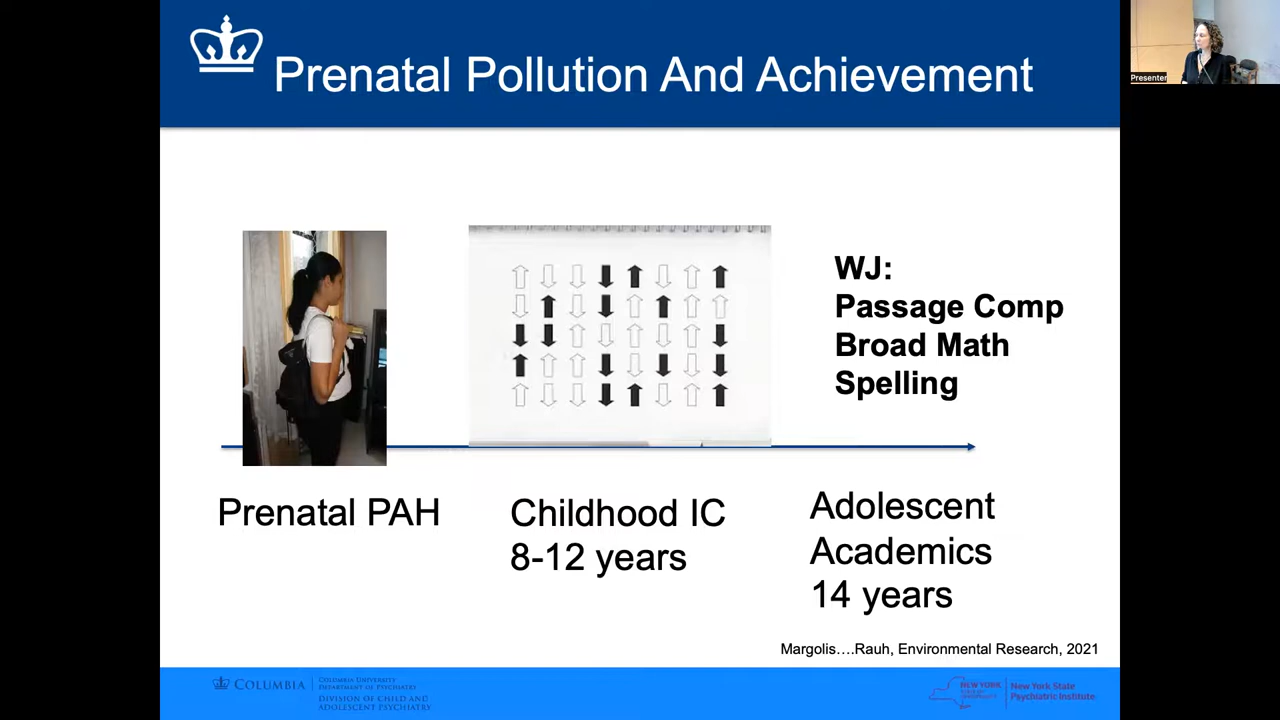 Prenatal Pollution And Achievement
Presenter
WJ:
Passage Comp
Broad Math
Spelling
Prenatal PAH
Childhood IC
8-12 years
Adolescent
Academics
14 years
Margolis….Rauh, Environmental Research, 2021
COLUMBIA
COLUMBIA UNIVERSITY
DEPARTMENT OF PSYCHIATRY
DIVISION OF CHILD AND
ADOLESCENT PSYCHIATRY
NEW YORK
New York State
Psychiatric Institute